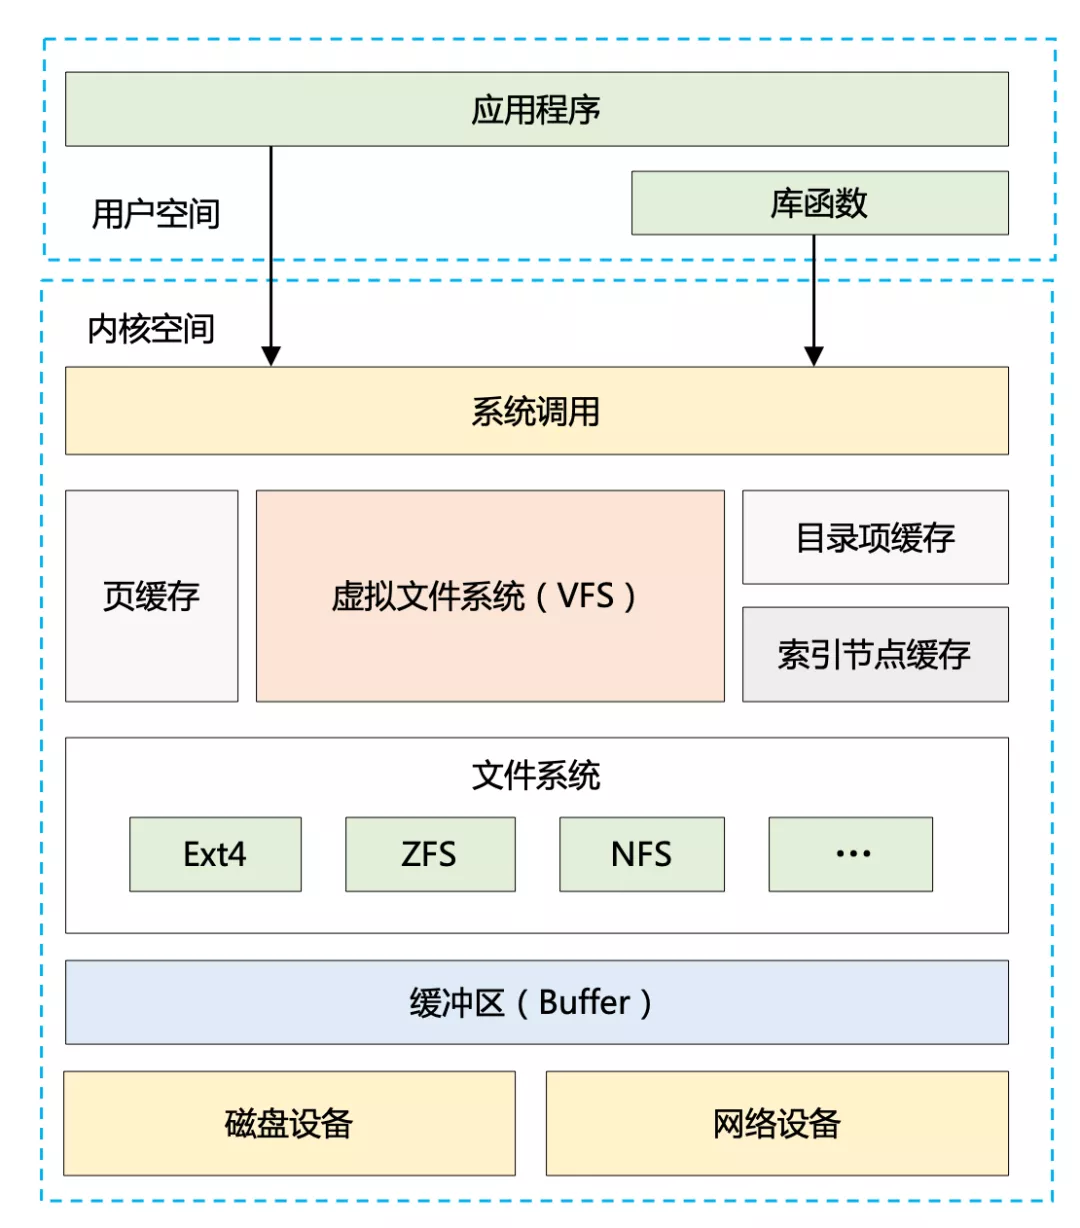 应用程序
库函数
用户空间
内核空间
系统调用
页缓存
虚拟文件系统（VFS）
目录项缓存
索引节点缓存
文件系统
Ext4
ZFS
NFS
···
缓冲区（Buffer）
磁盘设备
网络设备